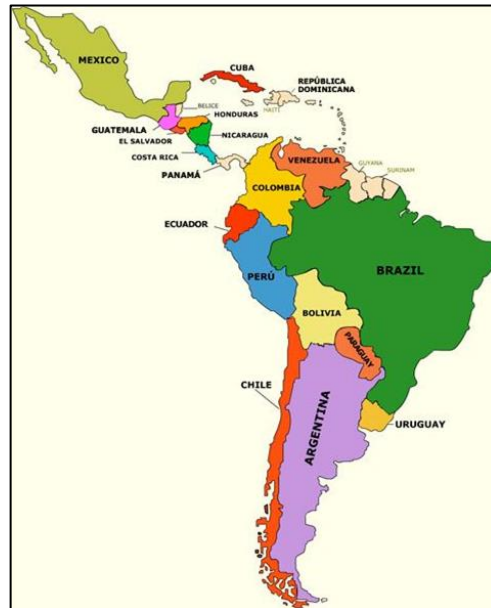 MEXICO
CUBA
REPÚBLICA
DOMINICANA
HAITÍ
BELICE
HONDURAS
GUATEMALA
EL SALVADOR
NICARAGUA
COSTA RICA
PANAMÁ
VENEZUELA
GUYANA
SURINAM
COLOMBIA
ECUADOR
PERÚ
BRAZIL
BOLIVIA
PARAGUAY
CHILE
ARGENTINA
URUGUAY